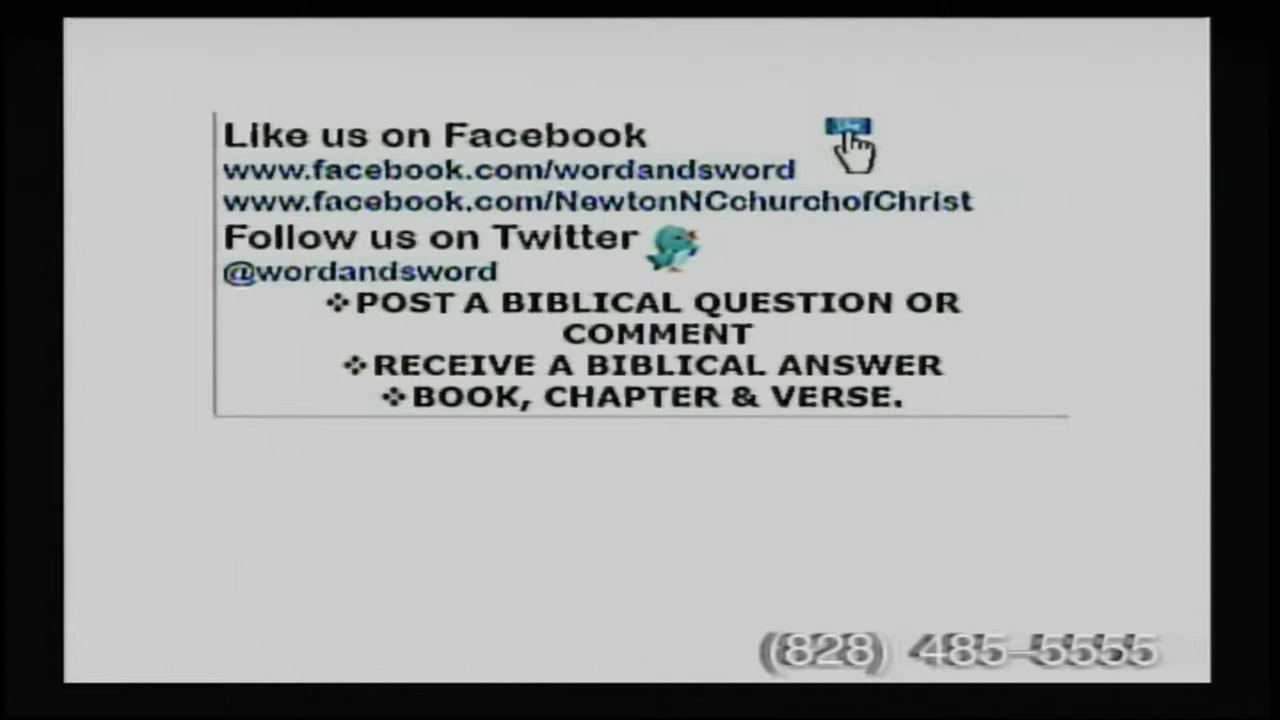 Like us on Facebook
www.facebook.com/wordandsword
www.facebook.com/NewtonNCchurchofChrist
Follow us on Twitter
@wordandsword
❖POST A BIBLICAL QUESTION OR
COMMENT
❖RECEIVE A BIBLICAL ANSWER
❖BOOK, CHAPTER & VERSE.
(828) 485-5555